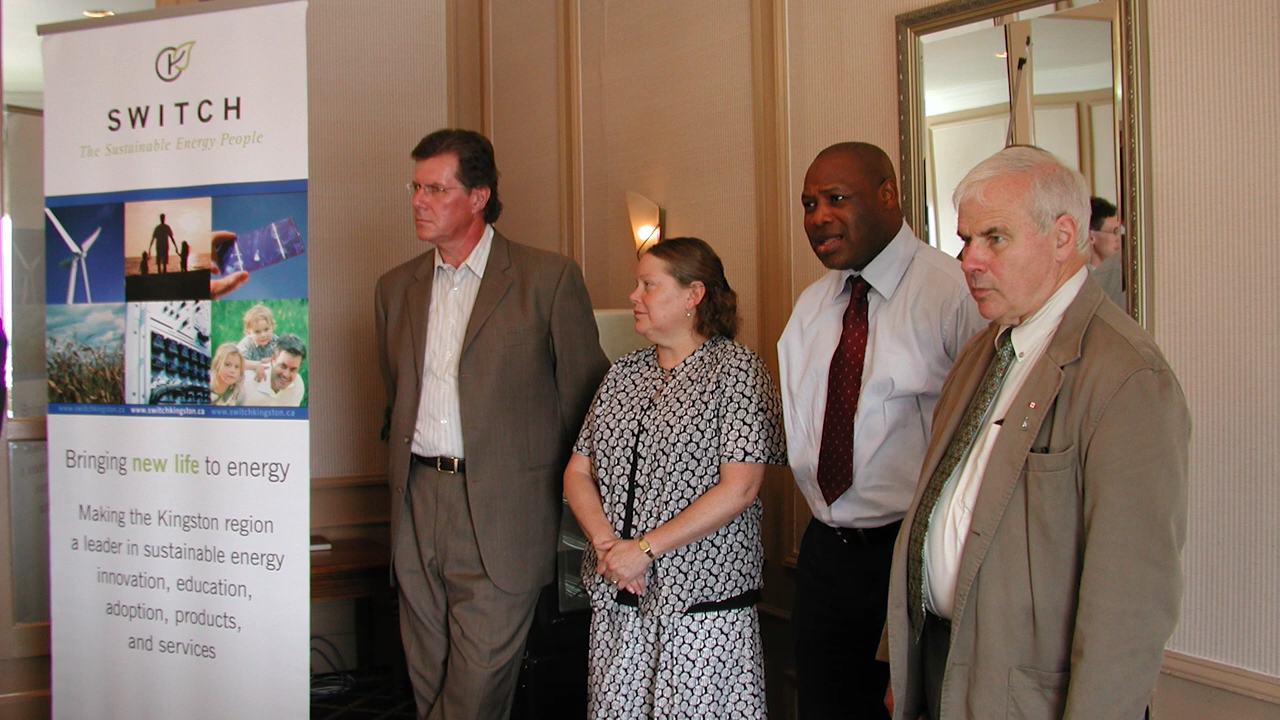 SWITCH
The Sustainable Energy People
www.switchkingston.ca www.switchkingston.ca www.switchkingston.ca
Bringing new life to energy
Making the Kingston region
a leader in sustainable energy
innovation, education,
adoption, products,
and services